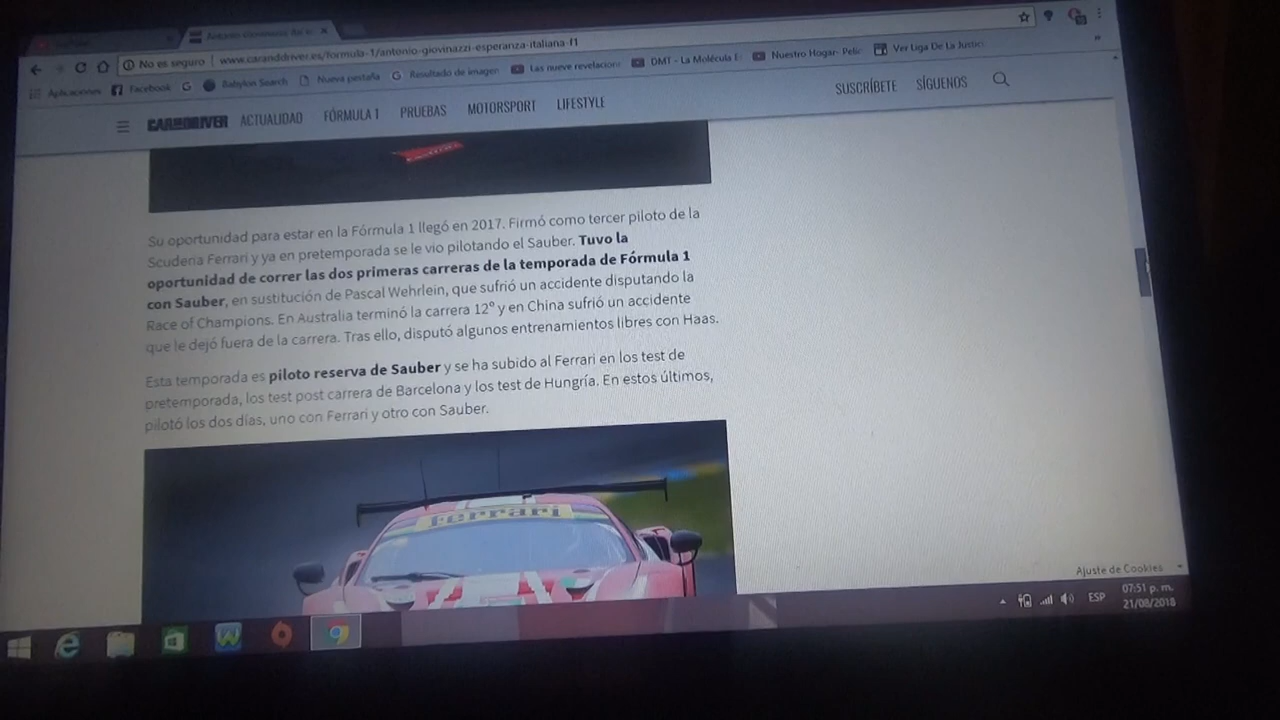 No es seguro | www.caranddriver.es/formula-1/antonio-giovinazzi-esperanza-italiana-f1
Aplicaciones Facebook Babylon Search Nueva pestaña Resultado de imagen Las nueve revelacione DMT - La Molécula E Nuestro Hogar- Pelíc Ver Liga De La Justic
CAR AND DRIVER ACTUALIDAD FÓRMULA 1 PRUEBAS MOTORSPORT LIFESTYLE SUSCRÍBETE SÍGUENOS
Su oportunidad para estar en la Fórmula 1 llegó en 2017. Firmó como tercer piloto de la
Scuderia Ferrari y ya en pretemporada se le vio pilotando el Sauber. Tuvo la
oportunidad de correr las dos primeras carreras de la temporada de Fórmula 1
con Sauber, en sustitución de Pascal Wehrlein, que sufrió un accidente disputando la
Race of Champions. En Australia terminó la carrera 12º y en China sufrió un accidente
que le dejó fuera de la carrera. Tras ello, disputó algunos entrenamientos libres con Haas.
Esta temporada es piloto reserva de Sauber y se ha subido al Ferrari en los test de
pretemporada, los test post carrera de Barcelona y los test de Hungría. En estos últimos,
pilotó los dos días, uno con Ferrari y otro con Sauber.
Ferrari
Ajuste de Cookies
ESP
07:51 p. m.
21/08/2018